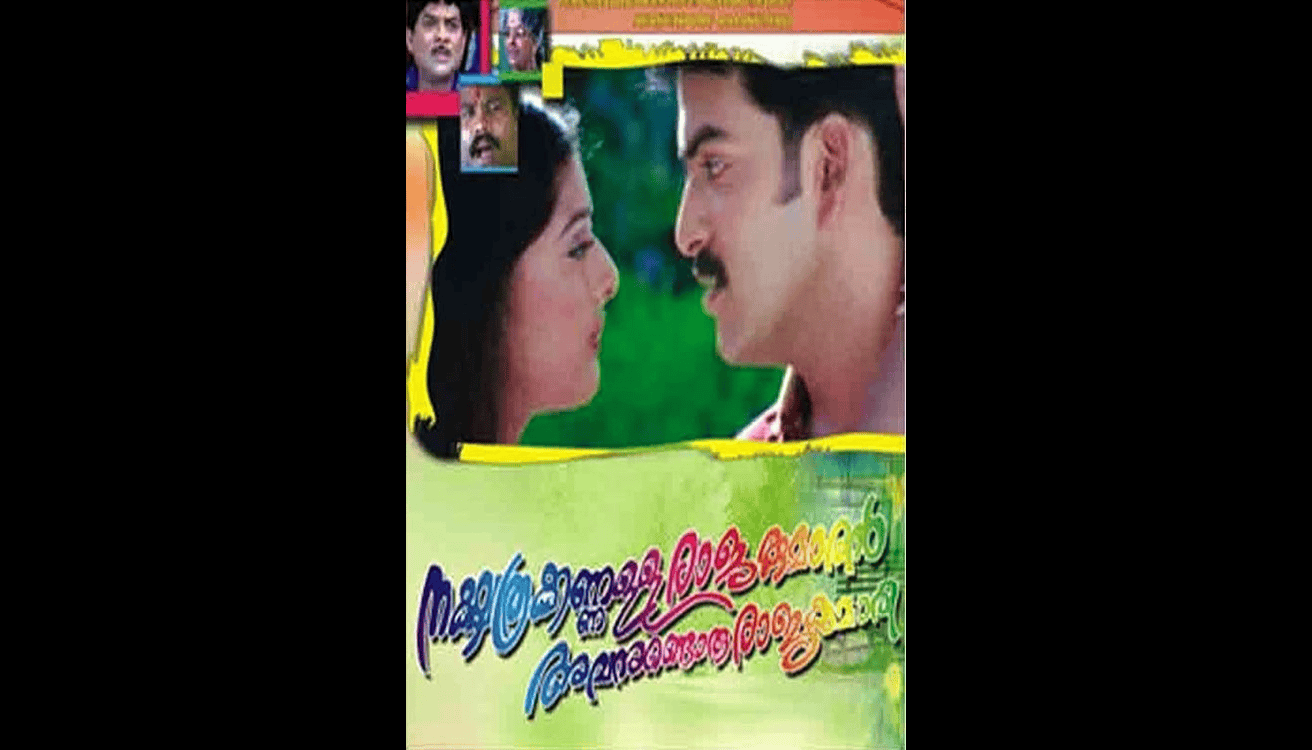 നക്ഷത്രക്കണ്ണുള്ള രാജകുമാരൻ
അവനുണ്ടൊരു രാജകുമാരി